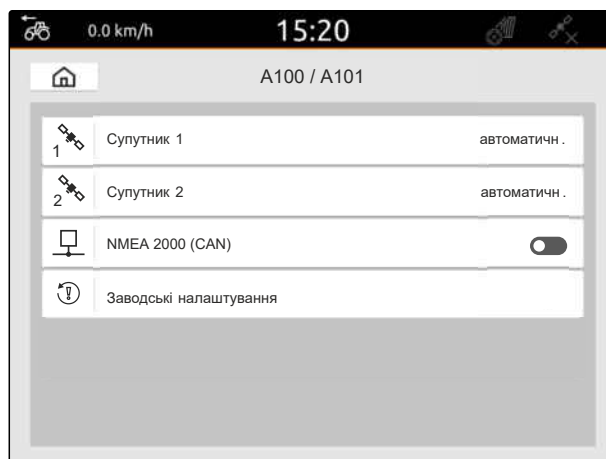 0.0 km/h 15:20
A100 / A101
1 Супутник 1 автоматичн.
2 Супутник 2 автоматичн.
NMEA 2000 (CAN)
Заводські налаштування